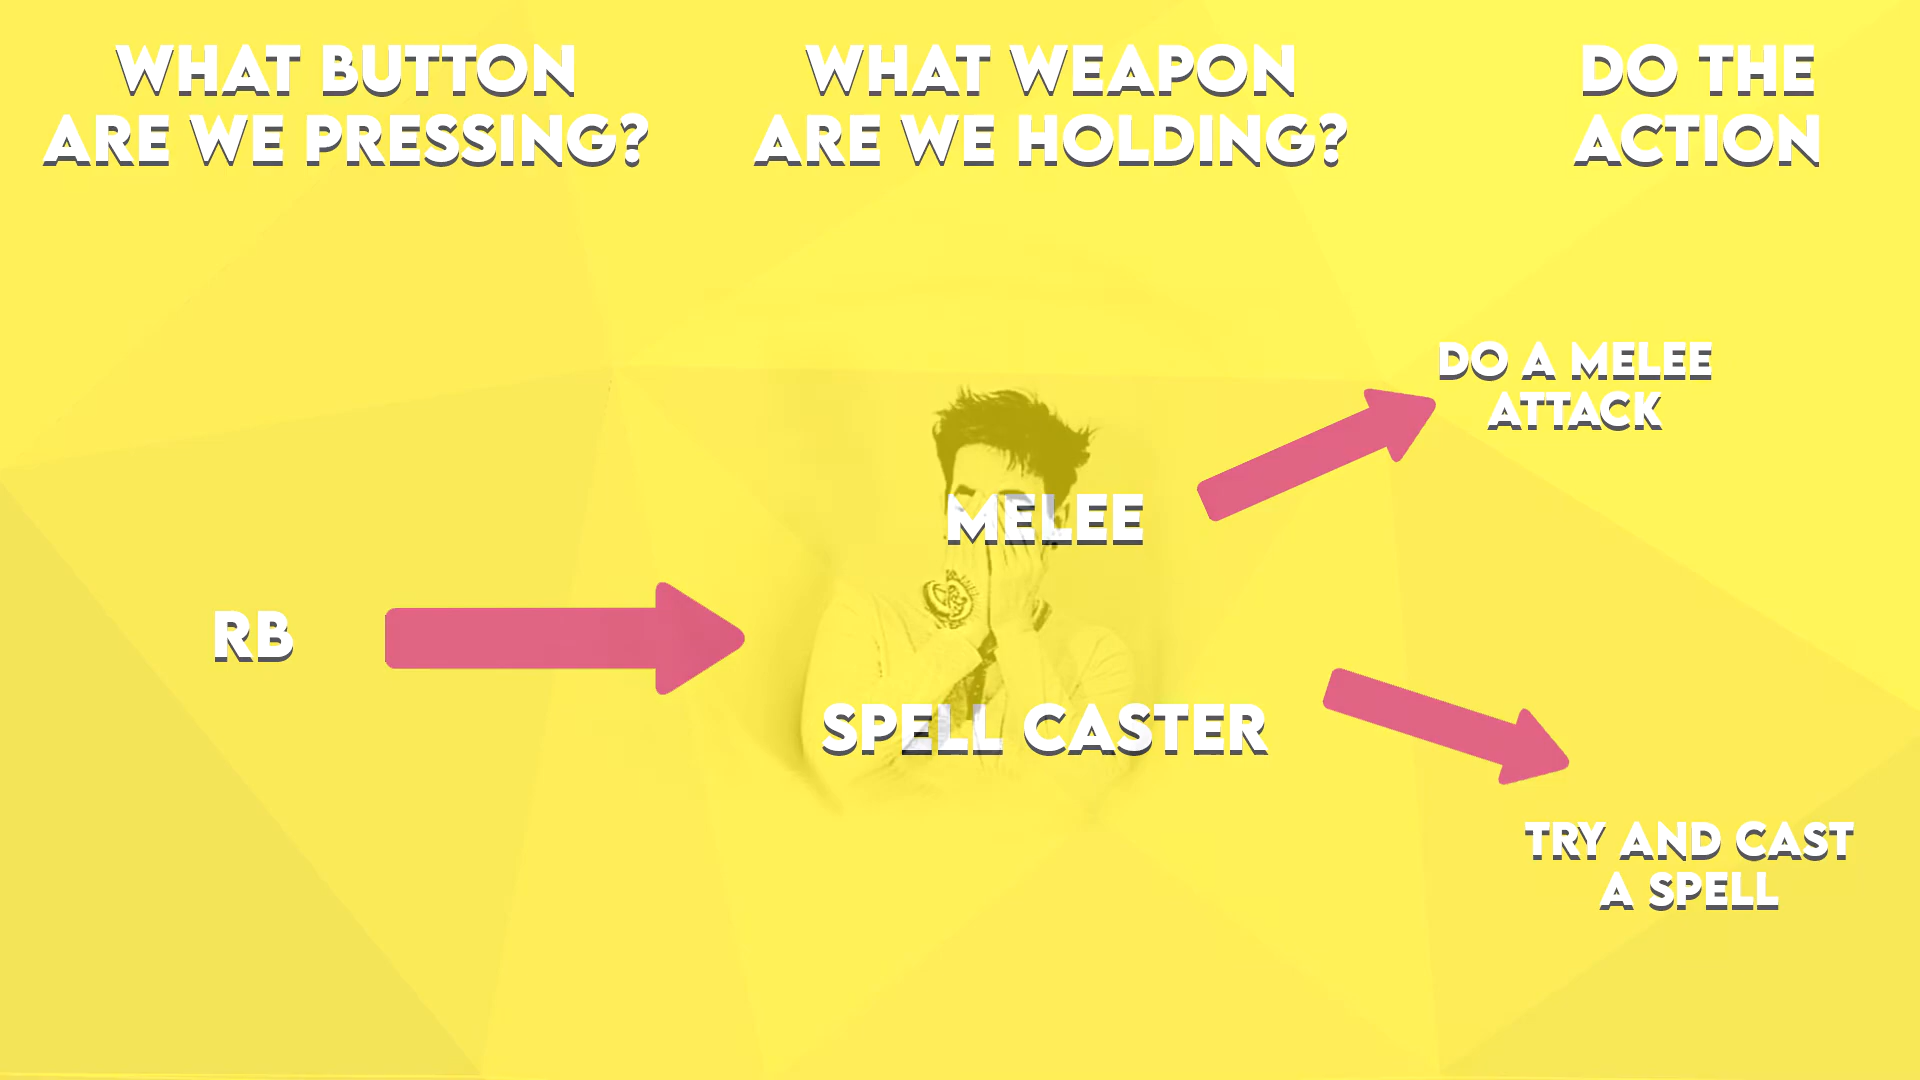 WHAT BUTTON
ARE WE PRESSING?
WHAT WEAPON
ARE WE HOLDING?
DO THE
ACTION
RB
MELEE
SPELL CASTER
DO A MELEE
ATTACK
TRY AND CAST
A SPELL